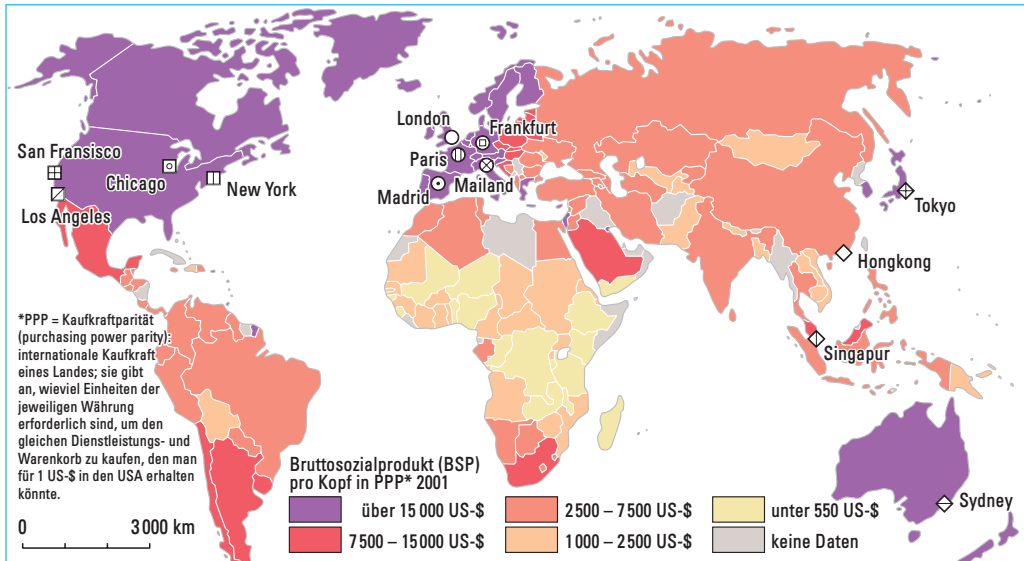 London
Frankfurt
San Fransisco
Paris
Chicago
New York
Madrid
Mailand
Los Angeles
Tokyo
Hongkong
*PPP = Kaufkraftparität
(purchasing power parity):
internationale Kaufkraft
eines Landes; sie gibt
an, wieviel Einheiten der
jeweiligen Währung
erforderlich sind, um den
gleichen Dienstleistungs- und
Warenkorb zu kaufen, den man
für 1 US-$ in den USA erhalten
könnte.
Singapur
Sydney
0 3000 km
Bruttosozialprodukt (BSP)
pro Kopf in PPP* 2001
über 15 000 US-$
7 500 – 15 000 US-$
2500 – 7500 US-$
1000 – 2500 US-$
unter 550 US-$
keine Daten